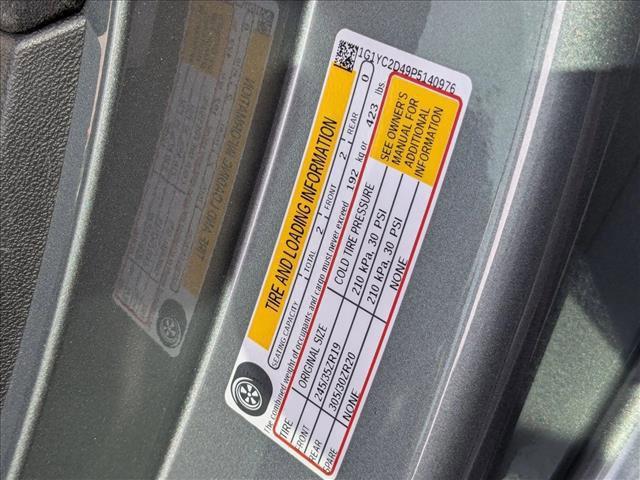 1G1YC2D49P5140976
TIRE AND LOADING INFORMATION
SEATING CAPACITY TOTAL 2 FRONT 2 REAR 0
The combined weight of occupants and cargo must never exceed 192 kg or 423 lbs
TIRE ORIGINAL SIZE COLD TIRE PRESSURE
FRONT 245/35ZR19 210 kPa, 30 PSI
REAR 305/30ZR20 210 kPa, 30 PSI
SPARE NONE NONE
SEE OWNER'S
MANUAL FOR
ADDITIONAL
INFORMATION